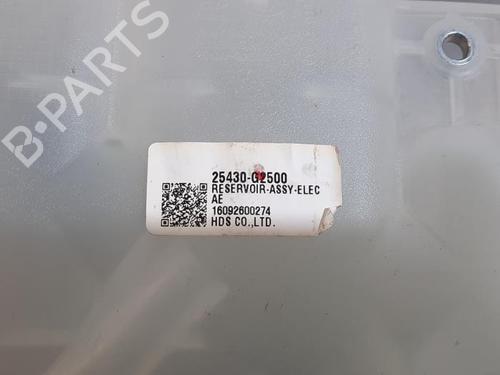 B-PARTS
25430-G2500
RESERVOIR-ASSY-ELEC
AE
16092600274
HDS CO.,LTD.